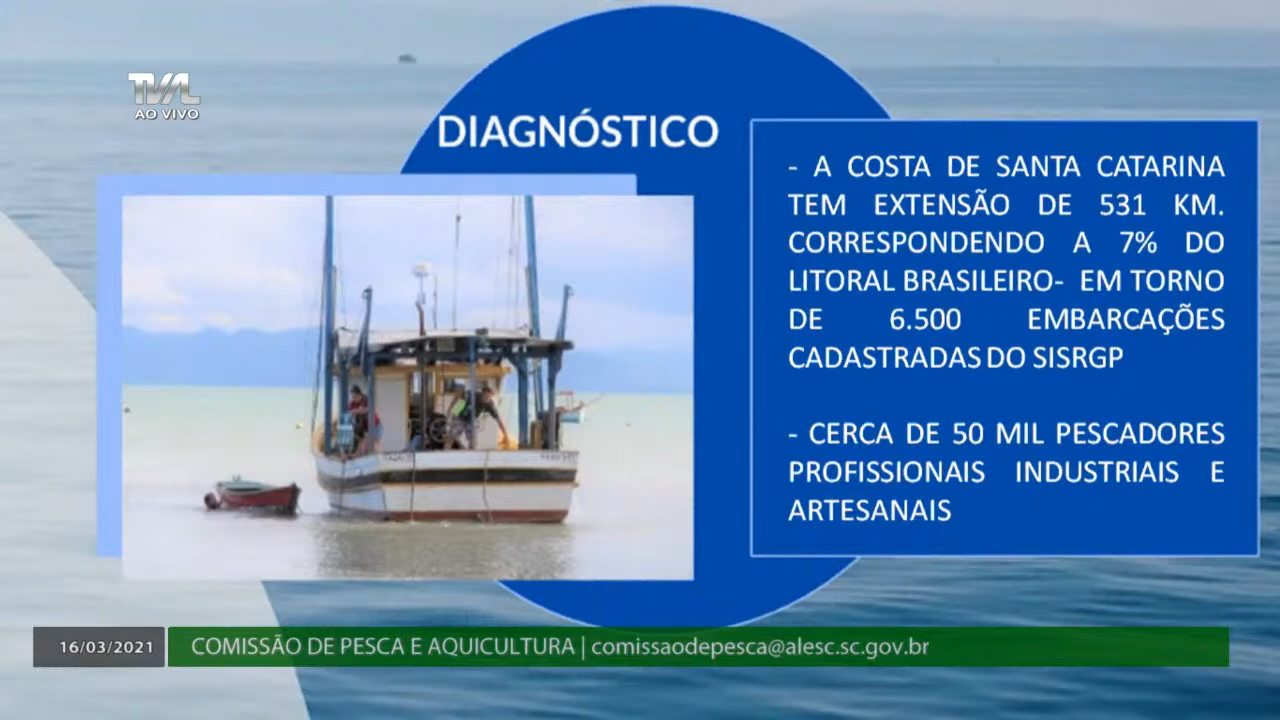 TVAL
AO VIVO
DIAGNÓSTICO
- A COSTA DE SANTA CATARINA
TEM EXTENSÃO DE 531 KM.
CORRESPONDENDO A 7% DO
LITORAL BRASILEIRO- EM TORNO
DE 6.500 EMBARCAÇÕES
CADASTRADAS DO SISRGP
- CERCA DE 50 MIL PESCADORES
PROFISSIONAIS INDUSTRIAIS E
ARTESANAIS
16/03/2021
COMISSÃO DE PESCA E AQUICULTURA | comissaodepesca@alesc.sc.gov.br